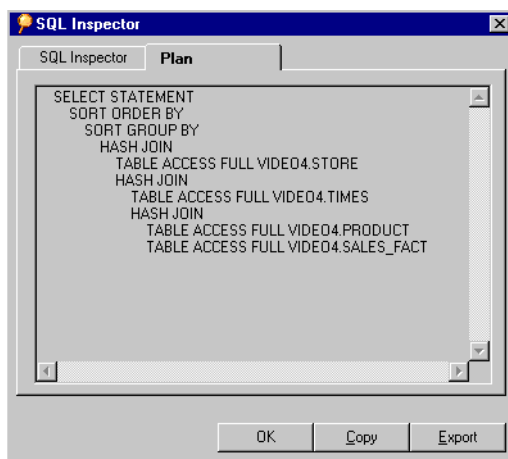 SQL Inspector
SQL Inspector Plan
SELECT STATEMENT
SORT ORDER BY
SORT GROUP BY
HASH JOIN
TABLE ACCESS FULL VIDEO4.STORE
HASH JOIN
TABLE ACCESS FULL VIDEO4.TIMES
HASH JOIN
TABLE ACCESS FULL VIDEO4.PRODUCT
TABLE ACCESS FULL VIDEO4.SALES_FACT
OK Copy Export